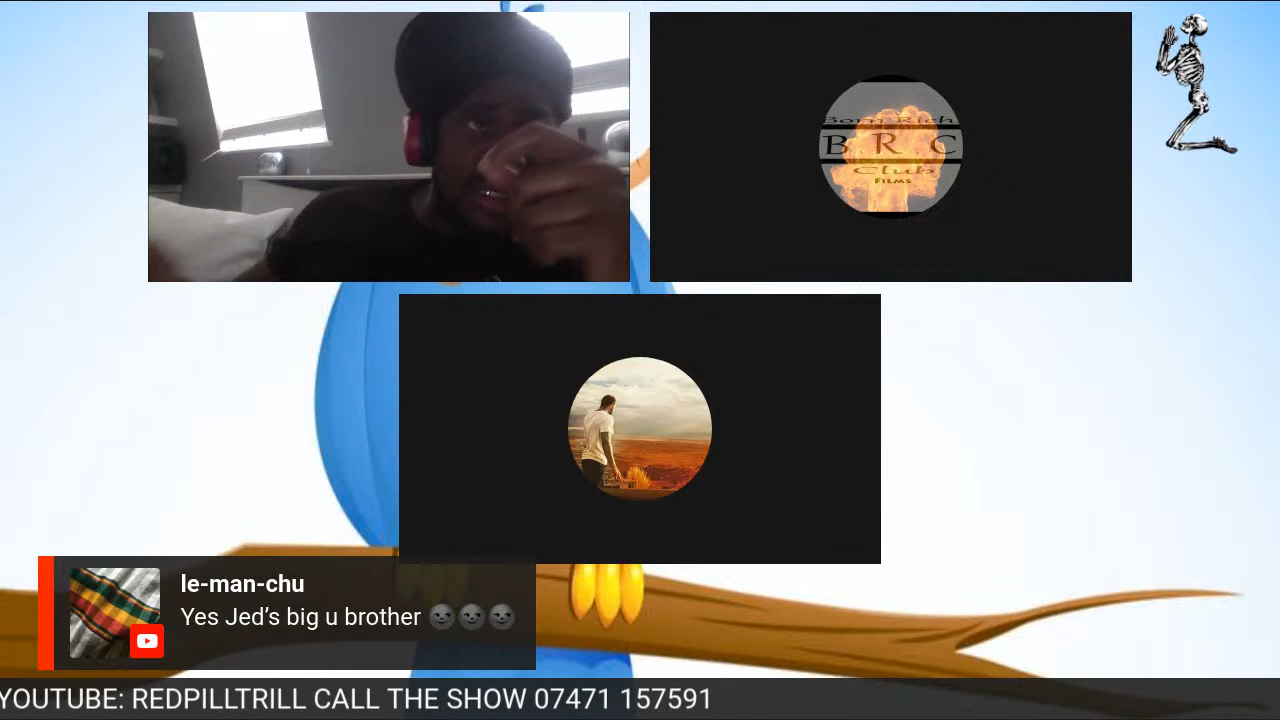 Born Rich
B R C
Club
FILMS
le-man-chu
Yes Jed’s big u brother 🌚🌚🌚
YOUTUBE: REDPILLTRILL CALL THE SHOW 07471 157591